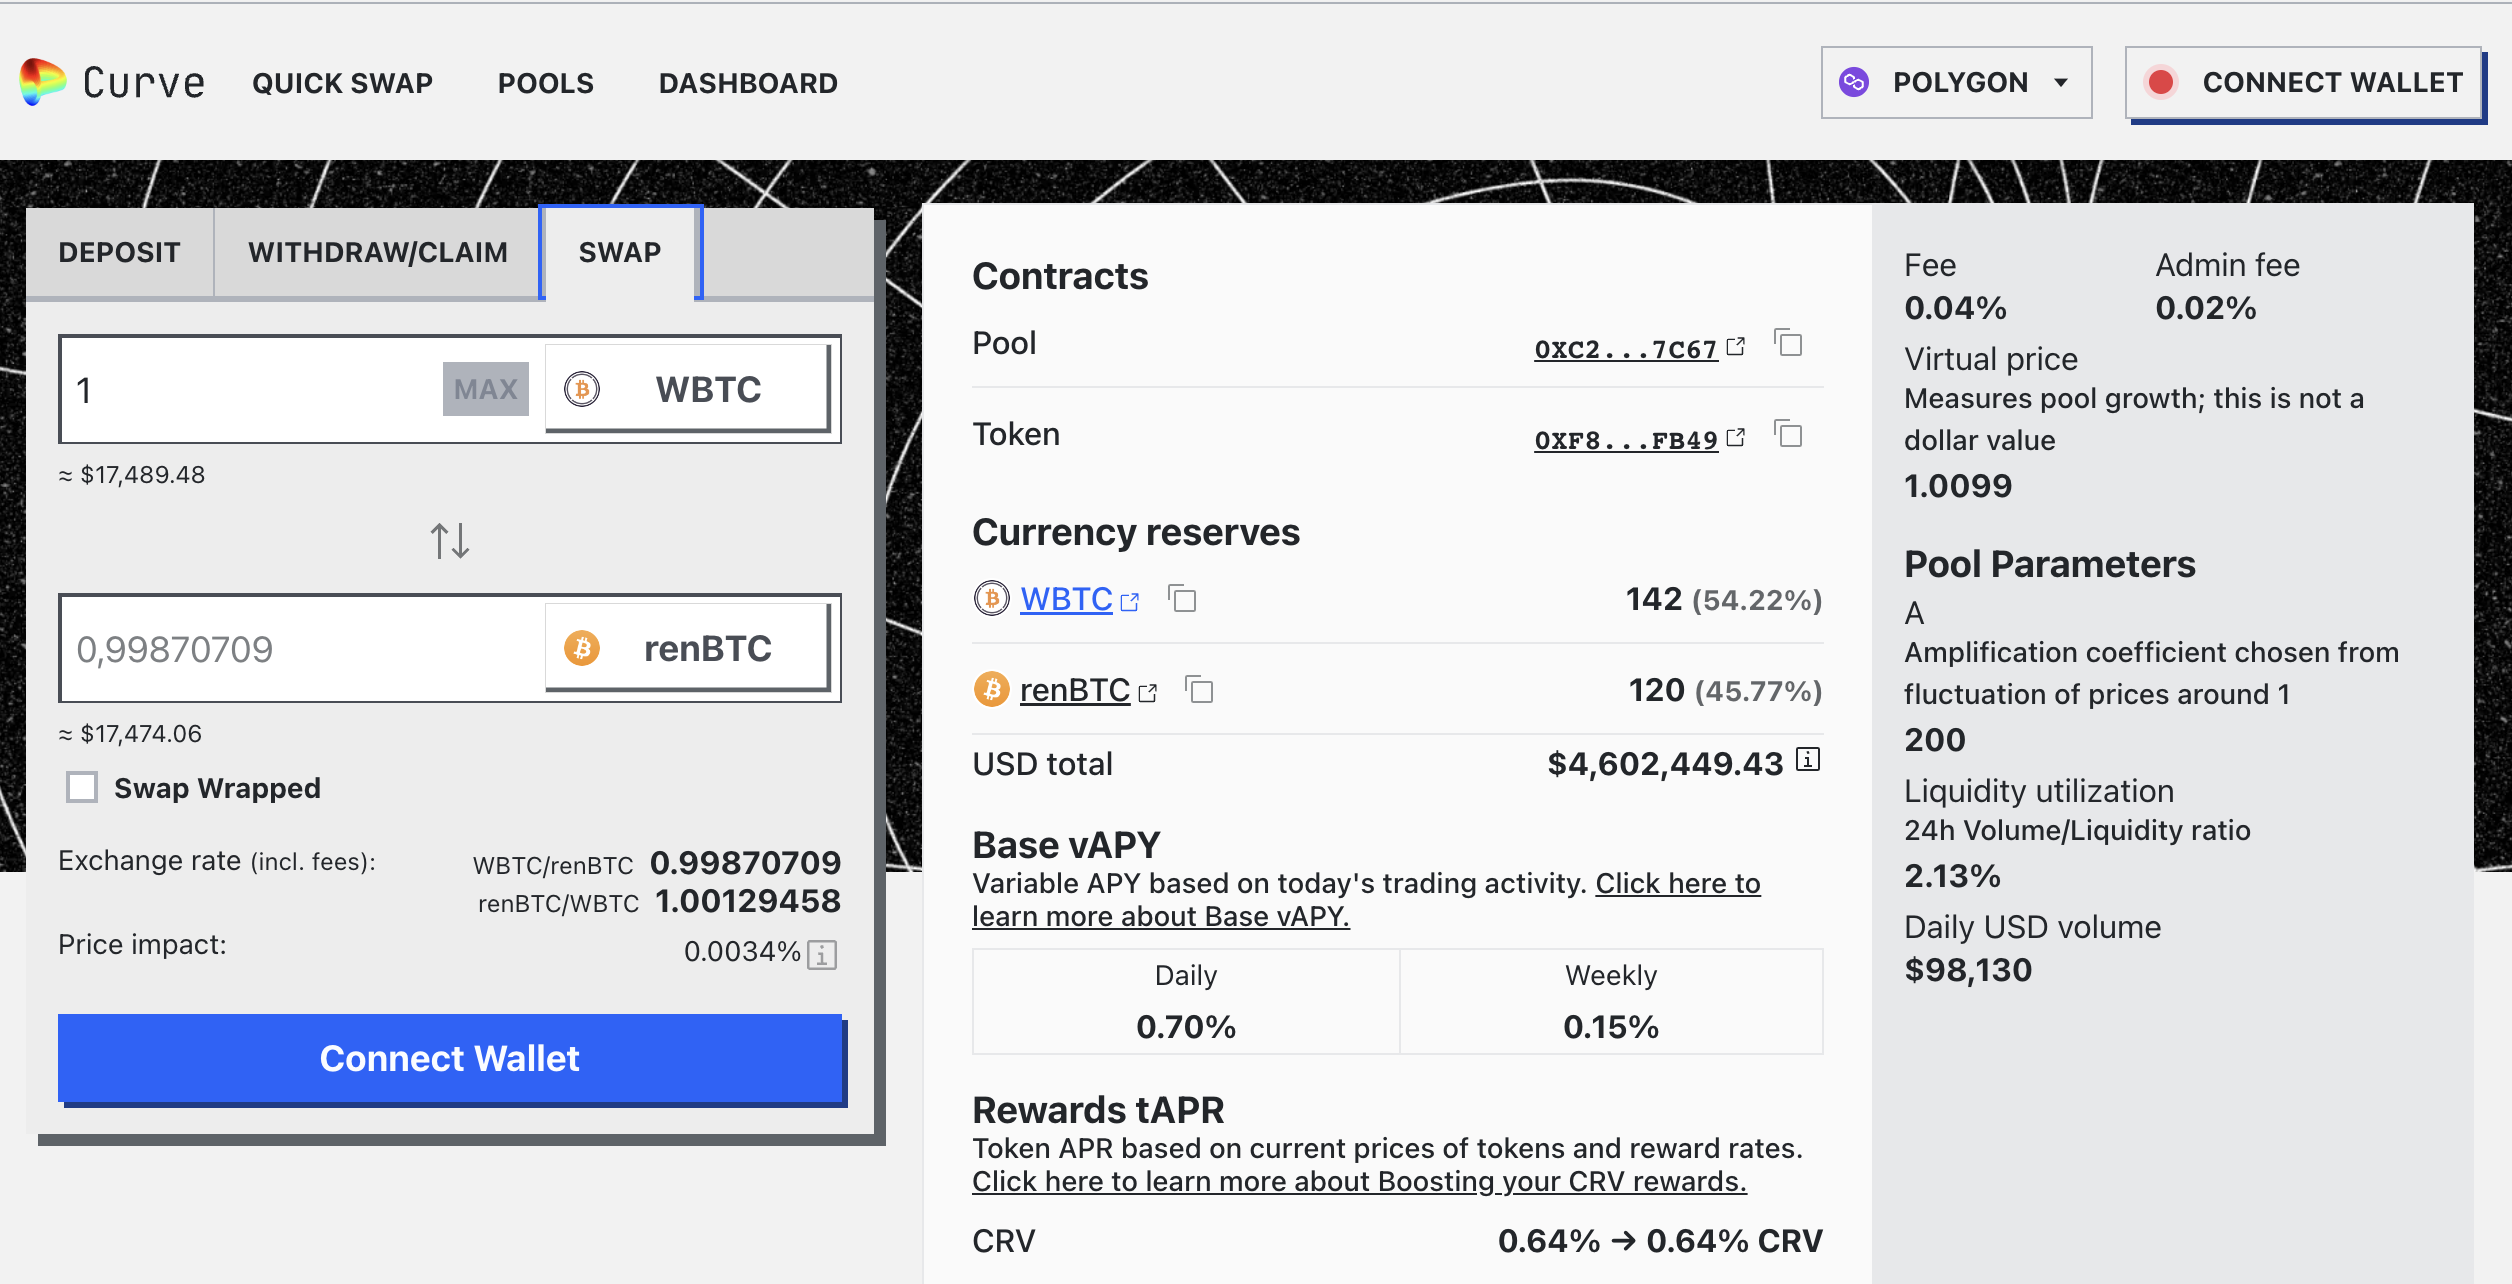 Curve QUICK SWAP POOLS DASHBOARD POLYGON CONNECT WALLET
DEPOSIT WITHDRAW/CLAIM SWAP
1 MAX WBTC
≈ $17,489.48
0,99870709 renBTC
≈ $17,474.06
Swap Wrapped
Exchange rate (incl. fees): WBTC/renBTC 0.99870709
renBTC/WBTC 1.00129458
Price impact: 0.0034%
Connect Wallet
Contracts
Pool 0XC2...7C67
Token 0XF8...FB49
Currency reserves
WBTC 142 (54.22%)
renBTC 120 (45.77%)
USD total $4,602,449.43
Base vAPY
Variable APY based on today's trading activity. Click here to
learn more about Base vAPY.
Daily Weekly
0.70% 0.15%
Rewards tAPR
Token APR based on current prices of tokens and reward rates.
Click here to learn more about Boosting your CRV rewards.
CRV 0.64% → 0.64% CRV
Fee Admin fee
0.04% 0.02%
Virtual price
Measures pool growth; this is not a
dollar value
1.0099
Pool Parameters
A
Amplification coefficient chosen from
fluctuation of prices around 1
200
Liquidity utilization
24h Volume/Liquidity ratio
2.13%
Daily USD volume
$98,130